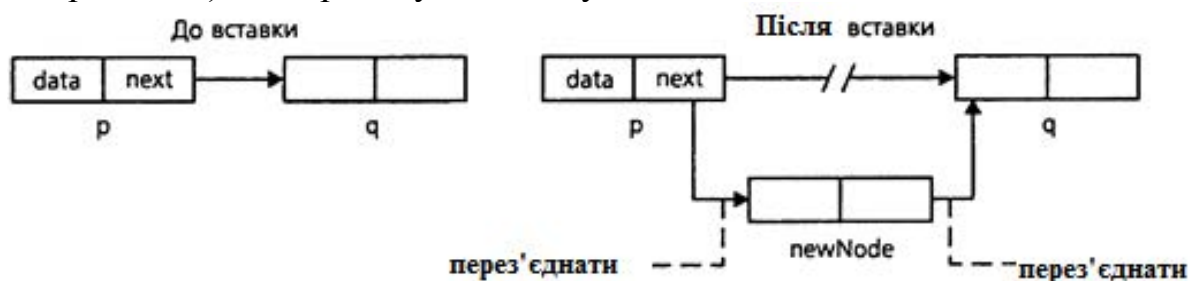 До вставки
data next
p
q
Після вставки
data next
p
q
newNode
перез'єднати
перез'єднати